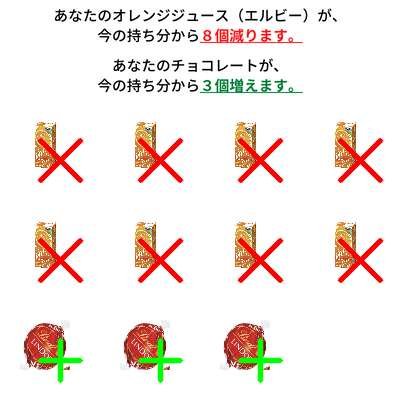 あなたのオレンジジュース（エルビー）が、
今の持ち分から８個減ります。
あなたのチョコレートが、
今の持ち分から３個増えます。